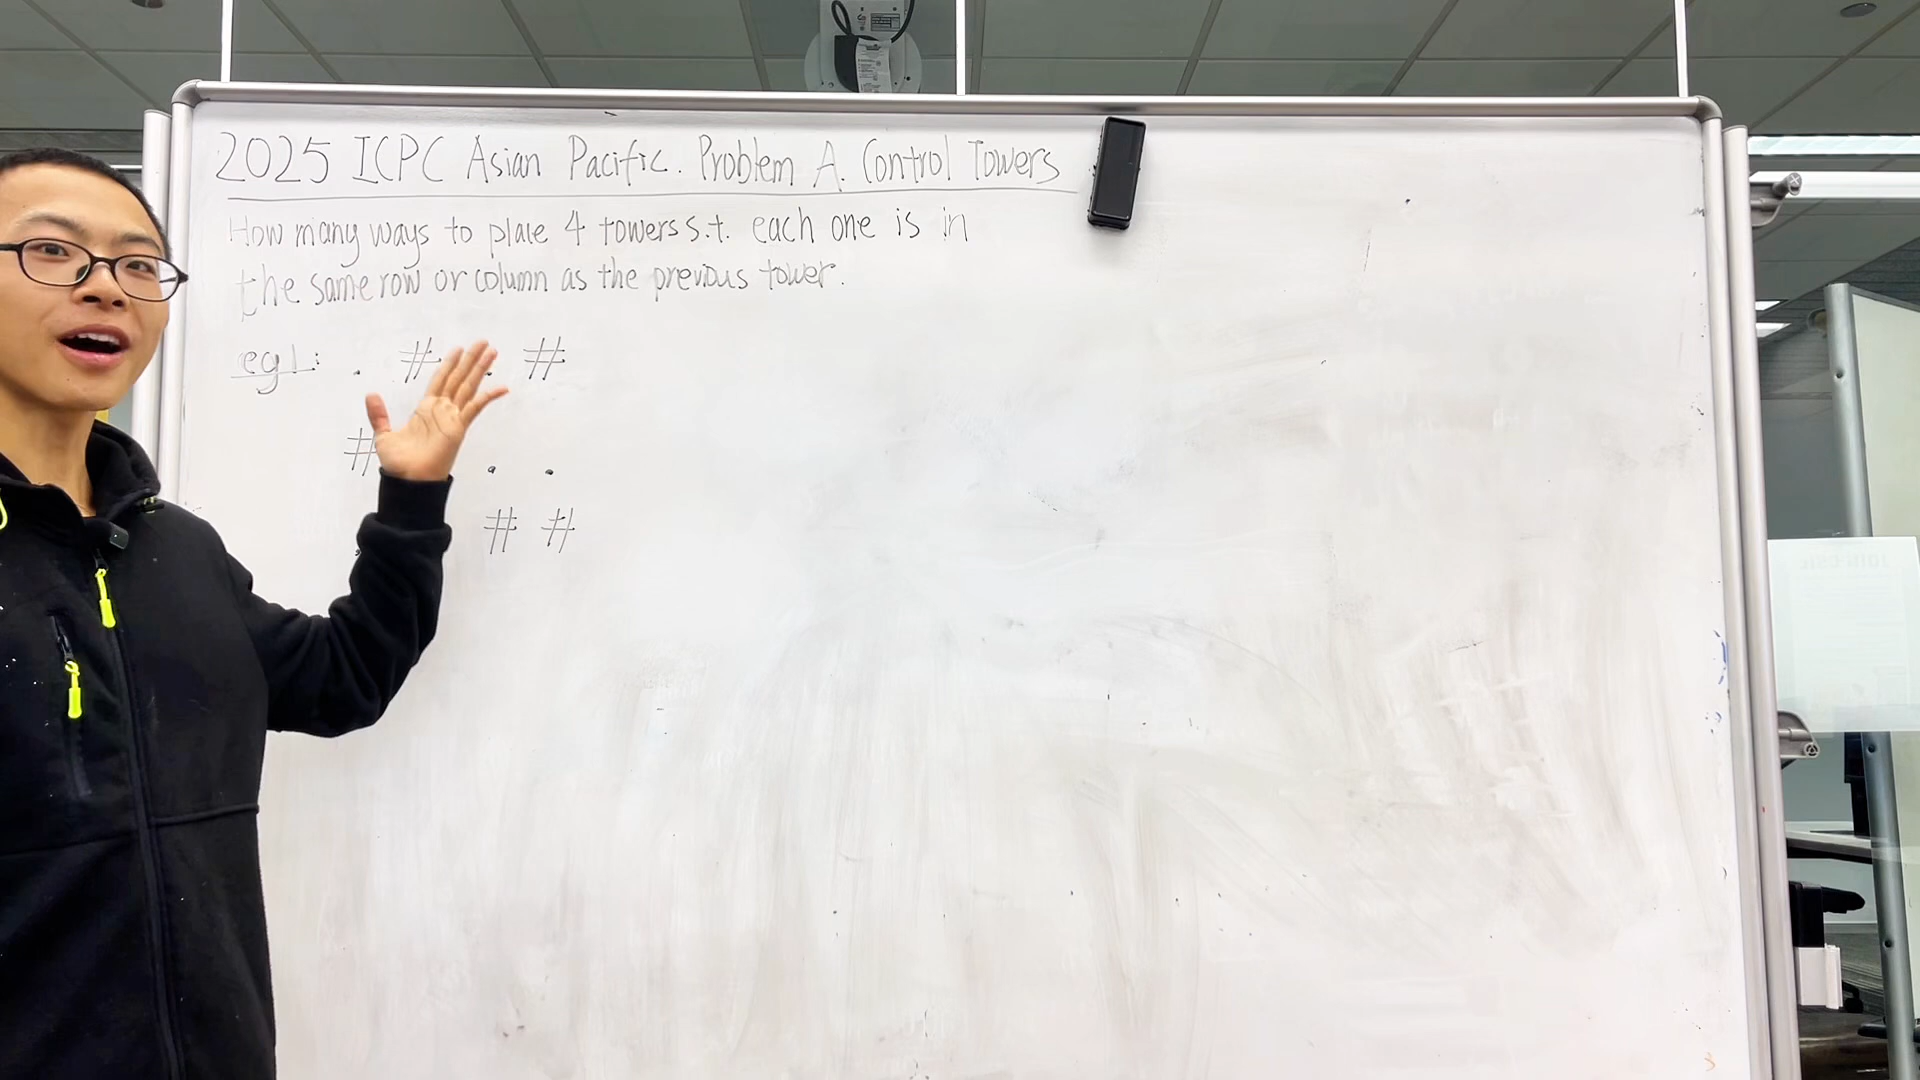 2025 ICPC Asian Pacific. Problem A. Control Towers
How many ways to place 4 towers s.t. each one is in
the same row or column as the previous tower.
eg1: . # . #
# . .
. # #